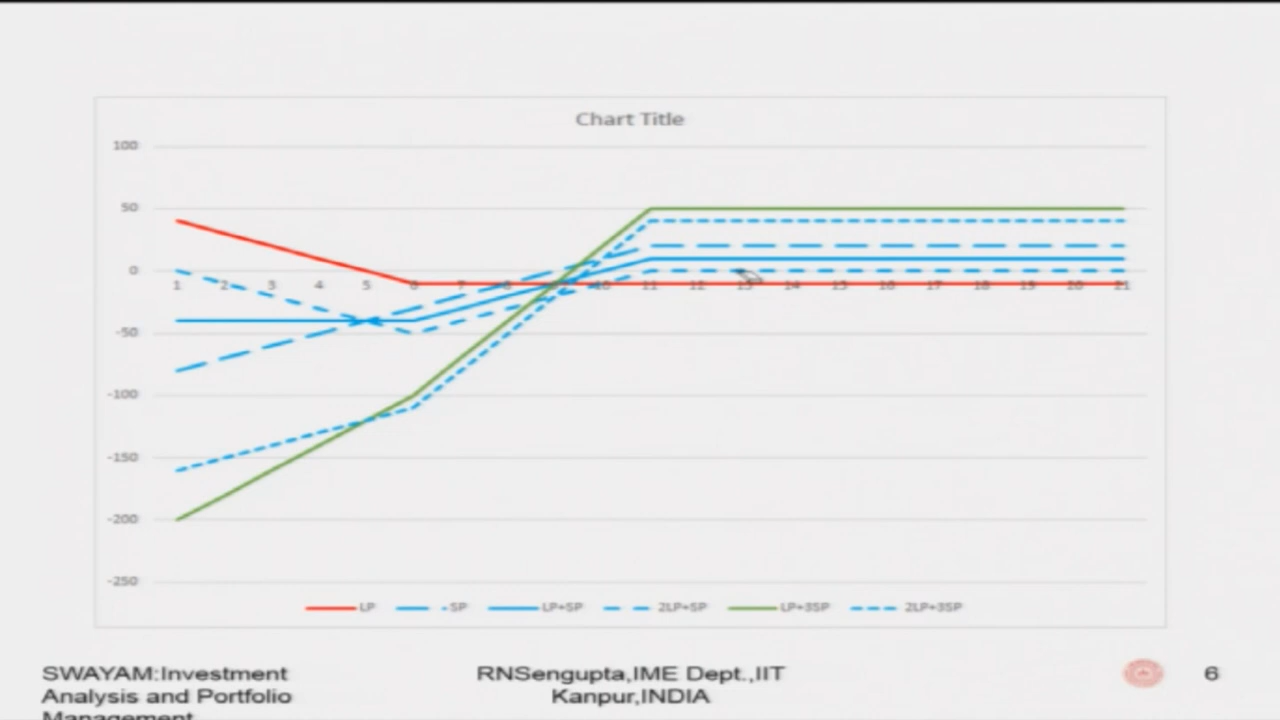 Chart Title
100
50
0
1 2 3 4 5 6 7 8 9 10 11 12 13 14 15 16 17 18 19 20 21
-50
-100
-150
-200
-250
LP SP LP+SP 2LP+SP LP+3SP 2LP+3SP
SWAYAM:Investment
Analysis and Portfolio
Management
RNSengupta,IME Dept.,IIT
Kanpur,INDIA
6